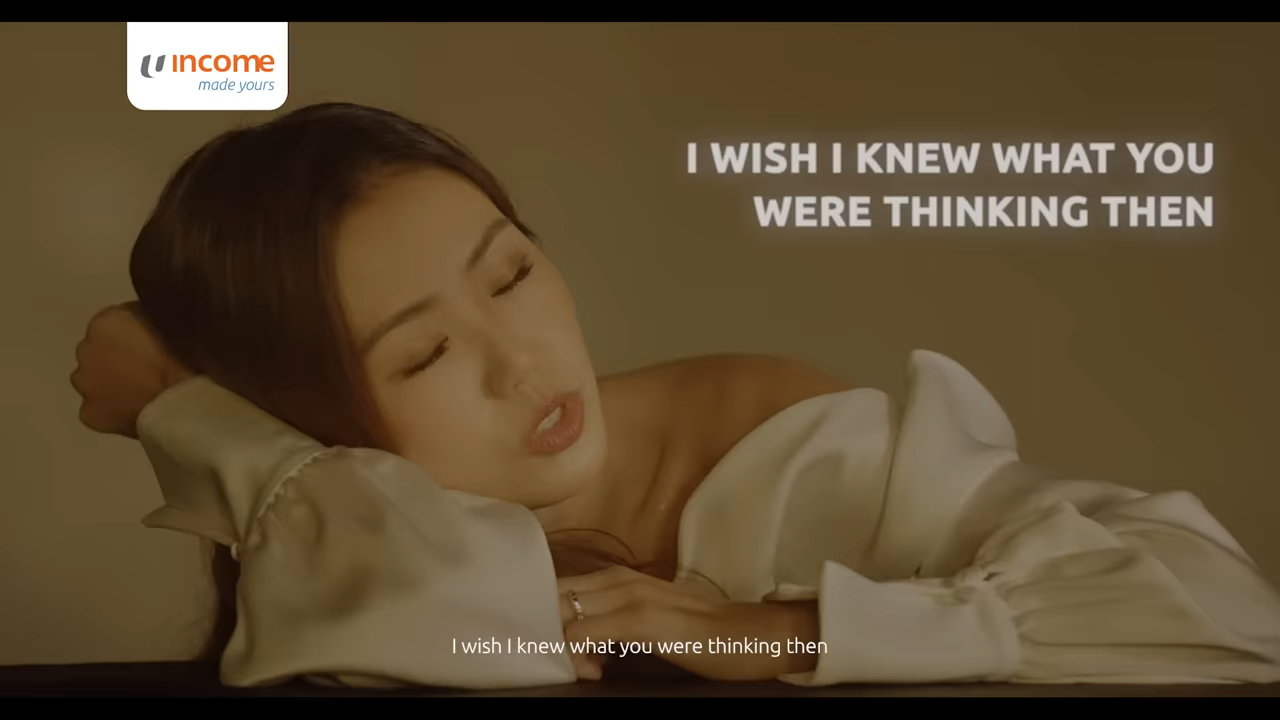 income
made yours
I WISH I KNEW WHAT YOU
WERE THINKING THEN
I wish I knew what you were thinking then